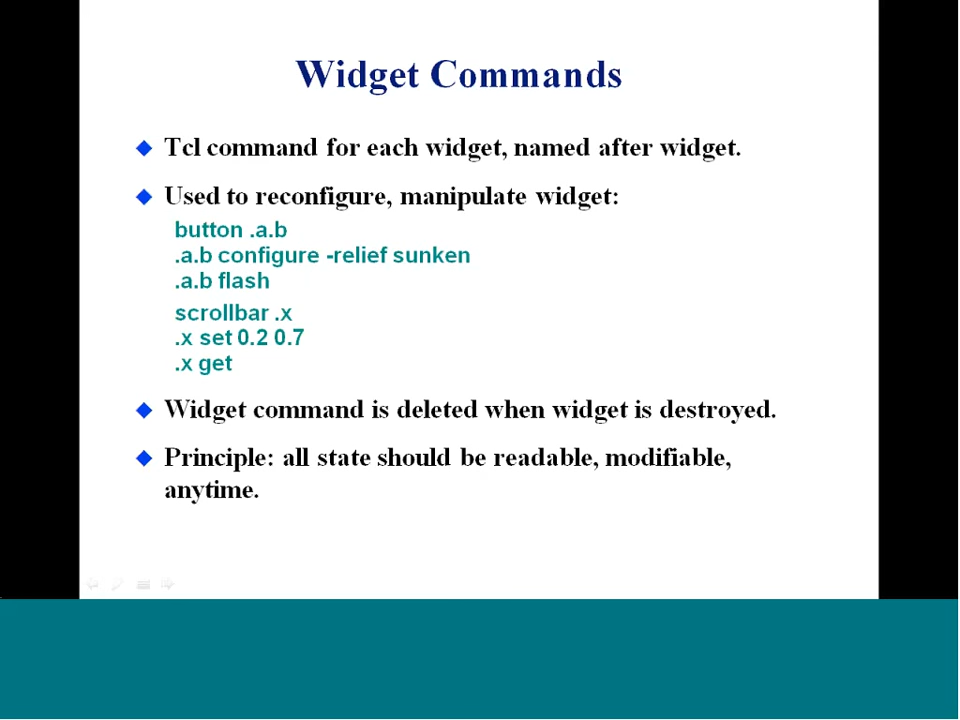 Widget Commands
Tcl command for each widget, named after widget.
Used to reconfigure, manipulate widget:
button .a.b
.a.b configure -relief sunken
.a.b flash
scrollbar .x
.x set 0.2 0.7
.x get
Widget command is deleted when widget is destroyed.
Principle: all state should be readable, modifiable,
anytime.